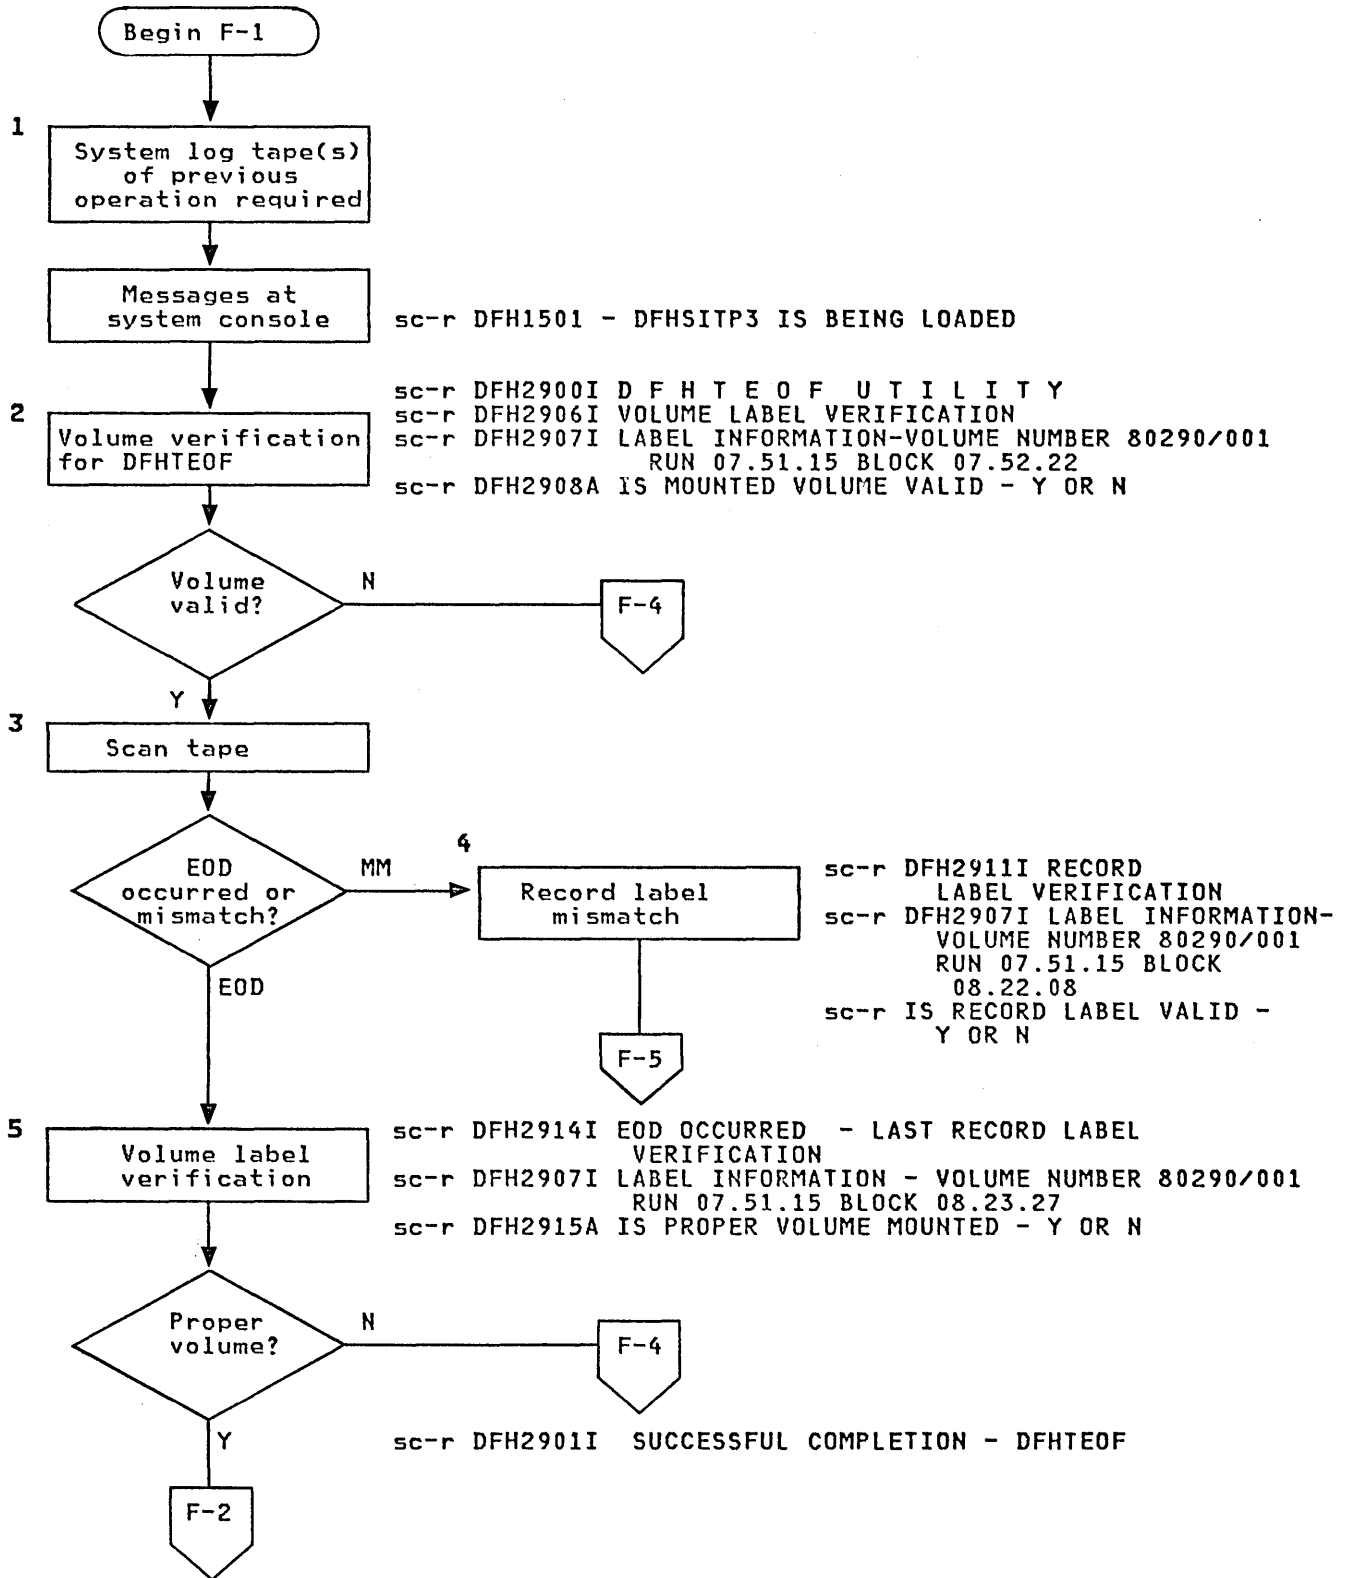 Begin F-1
1
System log tape(s)
of previous
operation required
Messages at
system console
sc-r DFH1501 - DFHSITP3 IS BEING LOADED
sc-r DFH2900I D F H T E O F  U T I L I T Y
sc-r DFH2906I VOLUME LABEL VERIFICATION
sc-r DFH2907I LABEL INFORMATION-VOLUME NUMBER 80290/001
RUN 07.51.15 BLOCK 07.52.22
sc-r DFH2908A IS MOUNTED VOLUME VALID - Y OR N
2
Volume verification
for DFHTEOF
Volume
valid?
N
F-4
Y
3
Scan tape
EOD
occurred or
mismatch?
MM
4
Record label
mismatch
sc-r DFH2911I RECORD
LABEL VERIFICATION
sc-r DFH2907I LABEL INFORMATION-
VOLUME NUMBER 80290/001
RUN 07.51.15 BLOCK
08.22.08
sc-r IS RECORD LABEL VALID -
Y OR N
EOD
F-5
5
Volume label
verification
sc-r DFH2914I EOD OCCURRED - LAST RECORD LABEL
VERIFICATION
sc-r DFH2907I LABEL INFORMATION - VOLUME NUMBER 80290/001
RUN 07.51.15 BLOCK 08.23.27
sc-r DFH2915A IS PROPER VOLUME MOUNTED - Y OR N
Proper
volume?
N
F-4
Y
sc-r DFH2901I SUCCESSFUL COMPLETION - DFHTEOF
F-2